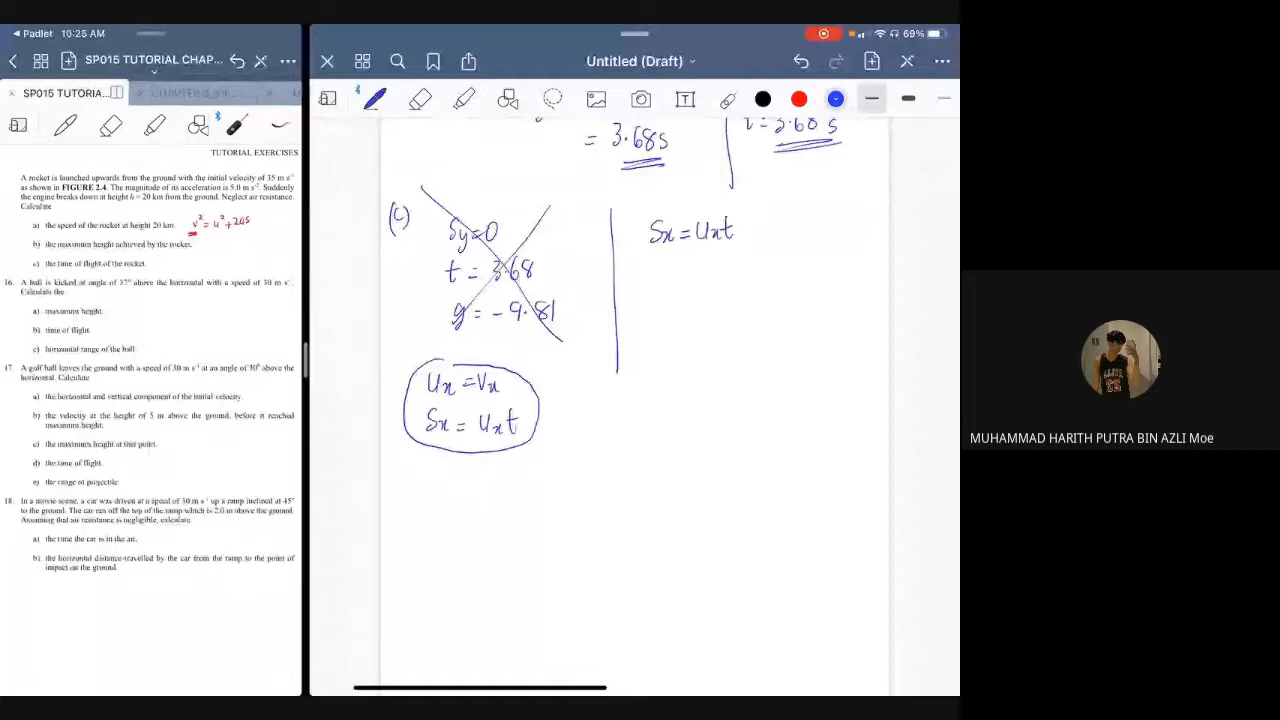 Padlet 10:25 AM
69%
SP015 TUTORIAL CHAP...
Untitled (Draft)
SP015 TUTORIA...
TUTORIAL EXERCISES
A rocket is launched upwards from the ground with the initial velocity of 35 m s⁻¹
as shown in FIGURE 2.4. The magnitude of its acceleration is 5.0 m s⁻². Suddenly
the engine breaks down at height h = 20 km from the ground. Neglect air resistance.
Calculate
a) the speed of the rocket at height 20 km. v² = u² + 2as
b) the maximum height achieved by the rocket.
c) the time of flight of the rocket.
16. A ball is kicked at angle of 37° above the horizontal with a speed of 30 m s⁻¹
Calculate the
a) maximum height.
b) time of flight.
c) horizontal range of the ball.
17. A golf ball leaves the ground with a speed of 30 m s⁻¹ at an angle of 30° above the
horizontal. Calculate
a) the horizontal and vertical component of the initial velocity.
b) the velocity at the height of 5 m above the ground, before it reached
maximum height.
c) the maximum height at this point.
d) the time of flight.
e) the range of projectile.
18. In a movie scene, a car was driven at a speed of 30 m s⁻¹ up a ramp inclined at 45°
to the ground. The car ran off the top of the ramp which is 2.0 m above the ground.
Assuming that air resistance is negligible, calculate
a) the time the car is in the air.
b) the horizontal distance travelled by the car from the ramp to the point of
impact on the ground.
= 3.68s
t = 3.68 s
(c)
Sy = 0
t = 3.68
g = -9.81
Ux = Vx
Sx = Uxt
Sx = Uxt
MUHAMMAD HARITH PUTRA BIN AZLI Moe